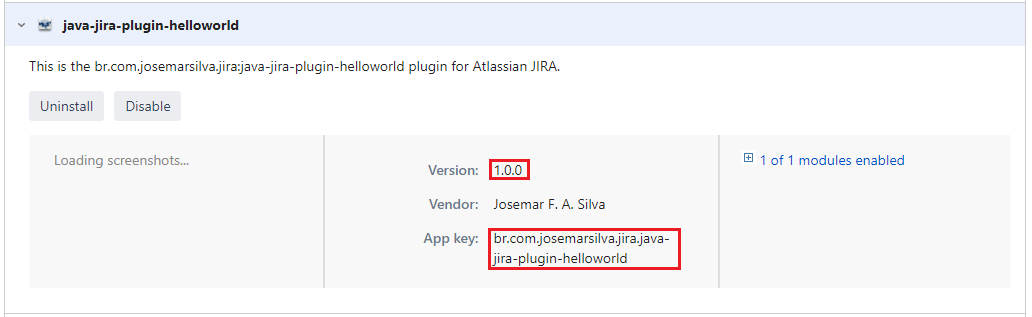 java-jira-plugin-helloworld
This is the br.com.josemarsilva.jira:java-jira-plugin-helloworld plugin for Atlassian JIRA.
Uninstall Disable
Loading screenshots...
Version: 1.0.0
Vendor: Josemar F. A. Silva
App key: br.com.josemarsilva.jira.java-
jira-plugin-helloworld
1 of 1 modules enabled